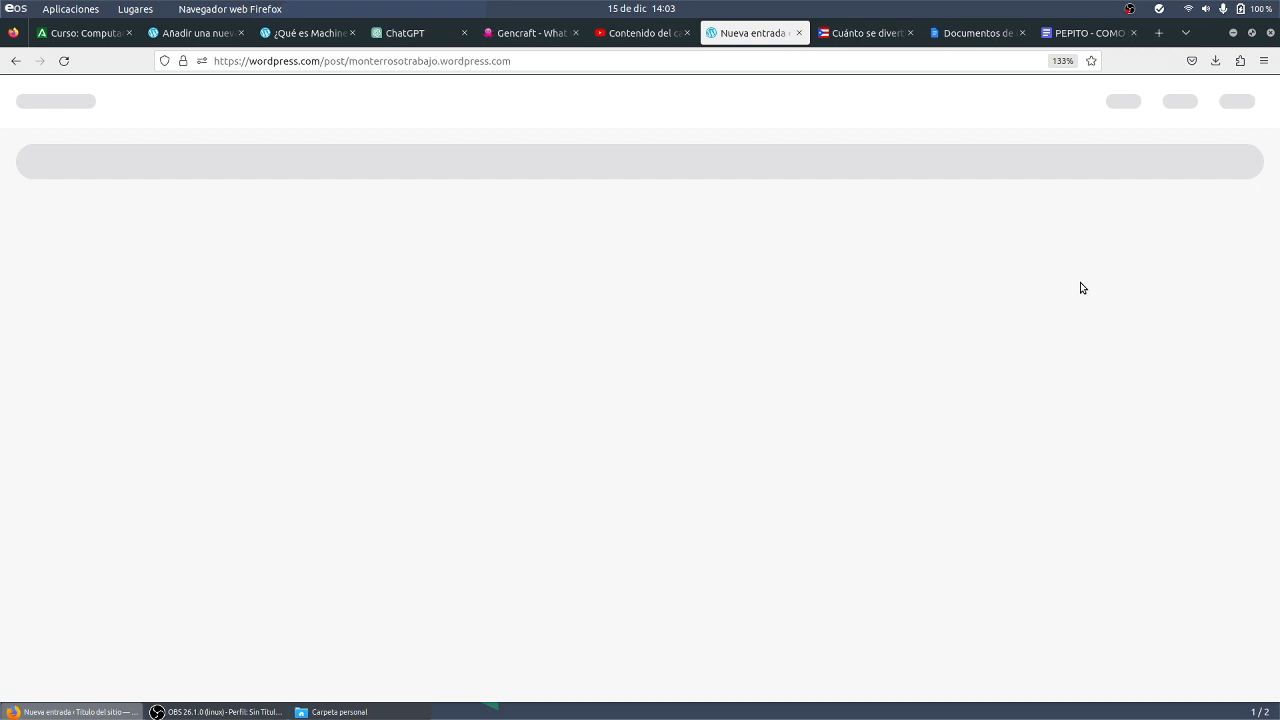 eos Aplicaciones Lugares Navegador web Firefox 15 de dic 14:03 100 %
Curso: Computa Añadir una nuev ¿Qué es Machine ChatGPT Gencraft - What Contenido del ca Nueva entrada ‹ Cuánto se divert Documentos de PEPITO - COMO
https://wordpress.com/post/monterrosotrabajo.wordpress.com 133%
Nueva entrada ‹ Título del sitio — ... OBS 26.1.0 (linux) - Perfil: Sin Títul... Carpeta personal 1 / 2